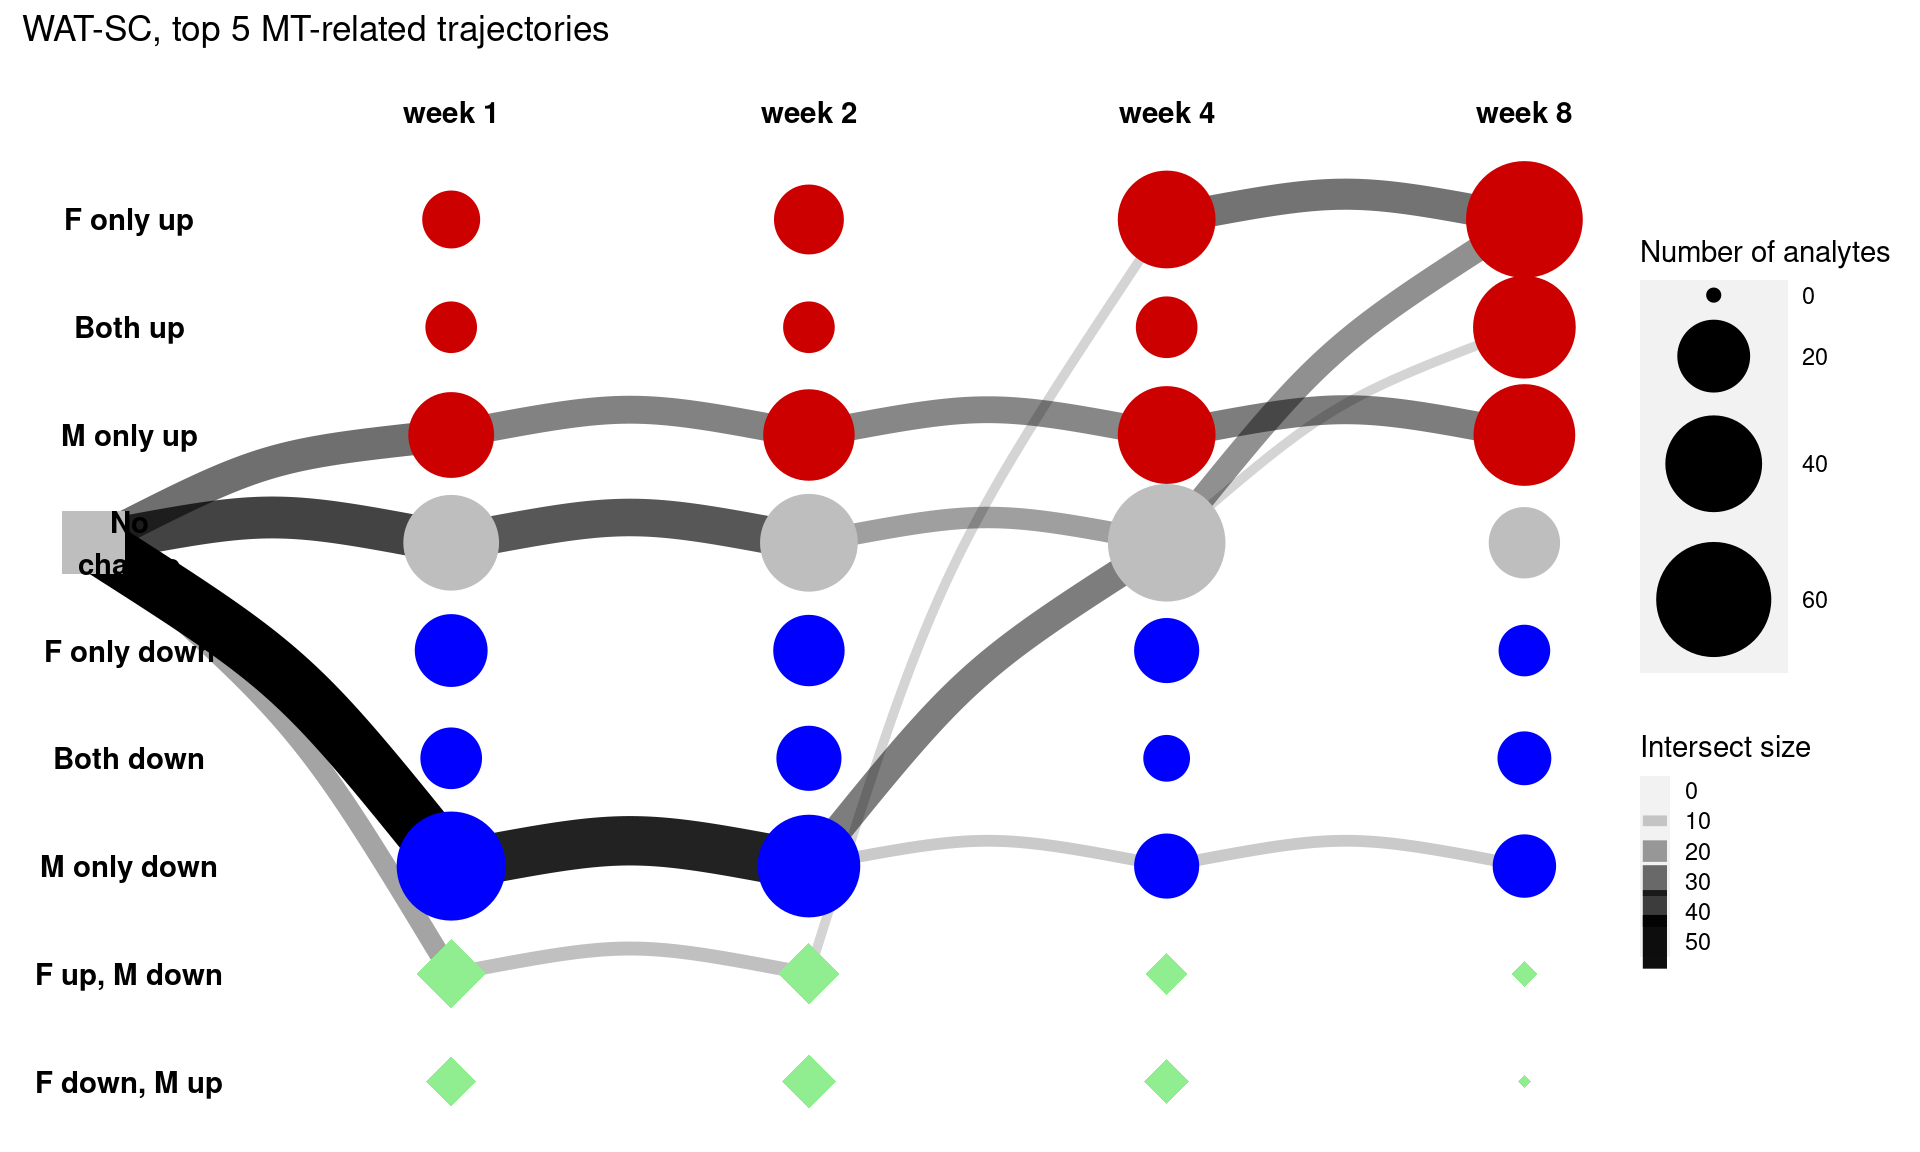 WAT-SC, top 5 MT-related trajectories
week 1
week 2
week 4
week 8
F only up
Both up
M only up
No
F only down
Both down
M only down
F up, M down
F down, M up
Number of analytes
0
20
40
60
Intersect size
0
10
20
30
40
50